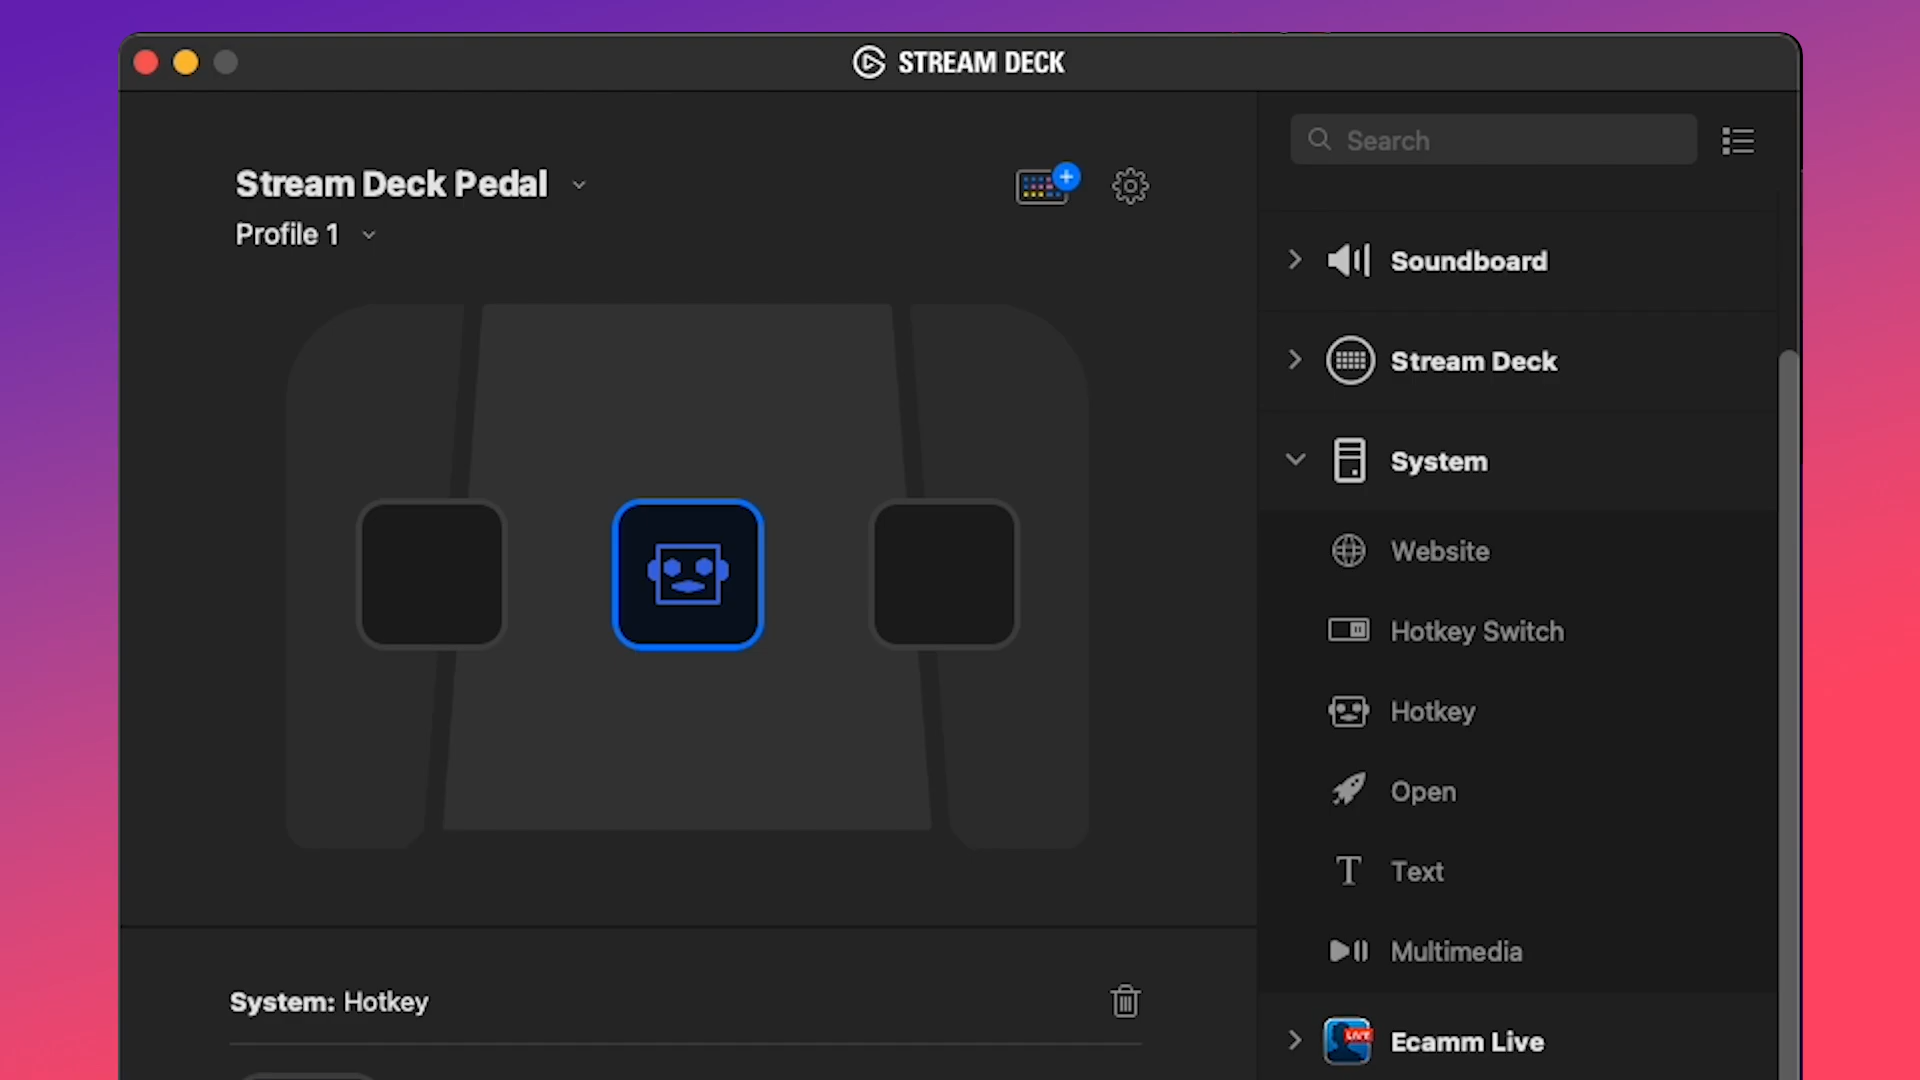 STREAM DECK
Search
Stream Deck Pedal
Profile 1
Soundboard
Stream Deck
System
Website
Hotkey Switch
Hotkey
Open
Text
Multimedia
Ecamm Live
System: Hotkey
LIVE